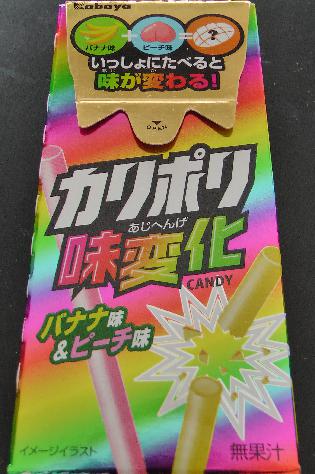 Kabaya
バナナ味 + ピーチ味 = ?
いっしょにたべると
味が変わる!
OPEN
カリポリ
あじへんげ
味変化
CANDY
バナナ味
&ピーチ味
イメージイラスト
無果汁